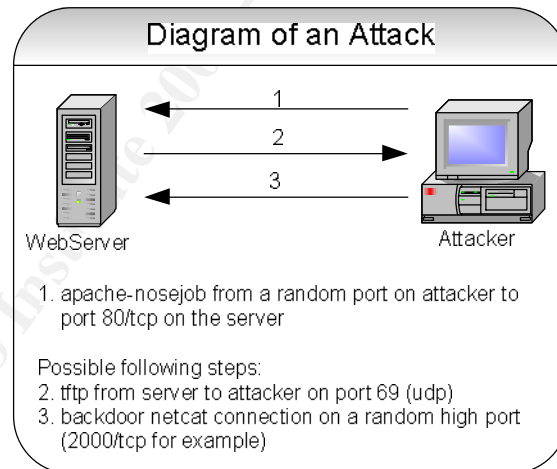 Diagram of an Attack
1
2
3
WebServer
Attacker
1. apache-nosejob from a random port on attacker to
port 80/tcp on the server
Possible following steps:
2. tftp from server to attacker on port 69 (udp)
3. backdoor netcat connection on a random high port
(2000/tcp for example)